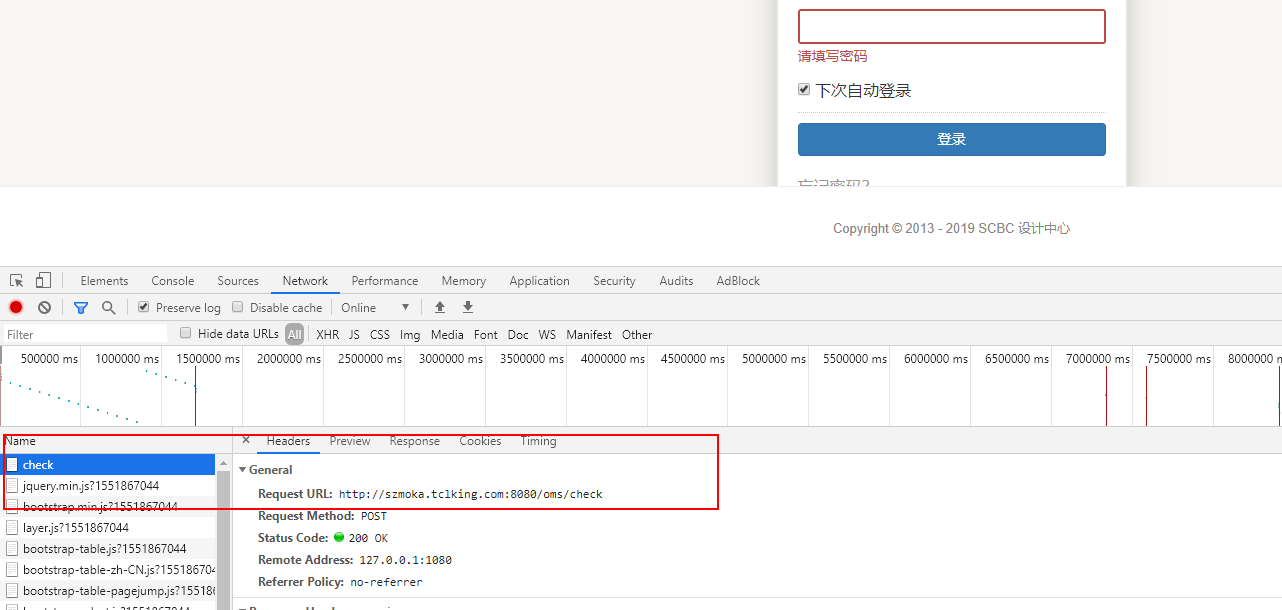 请填写密码
下次自动登录
登录
忘记密码?
Copyright © 2013 - 2019 SCBC 设计中心
Elements Console Sources Network Performance Memory Application Security Audits AdBlock
Preserve log Disable cache Online
Filter Hide data URLs All XHR JS CSS Img Media Font Doc WS Manifest Other
500000 ms 1000000 ms 1500000 ms 2000000 ms 2500000 ms 3000000 ms 3500000 ms 4000000 ms 4500000 ms 5000000 ms 5500000 ms 6000000 ms 6500000 ms 7000000 ms 7500000 ms 8000000 m
Name
× Headers Preview Response Cookies Timing
check
jquery.min.js?1551867044
bootstrap.min.js?1551867044
layer.js?1551867044
bootstrap-table.js?1551867044
bootstrap-table-zh-CN.js?155186704
bootstrap-table-pagejump.js?15518
General
Request URL: http://szmoka.tclking.com:8080/oms/check
Request Method: POST
Status Code: 200 OK
Remote Address: 127.0.0.1:1080
Referrer Policy: no-referrer